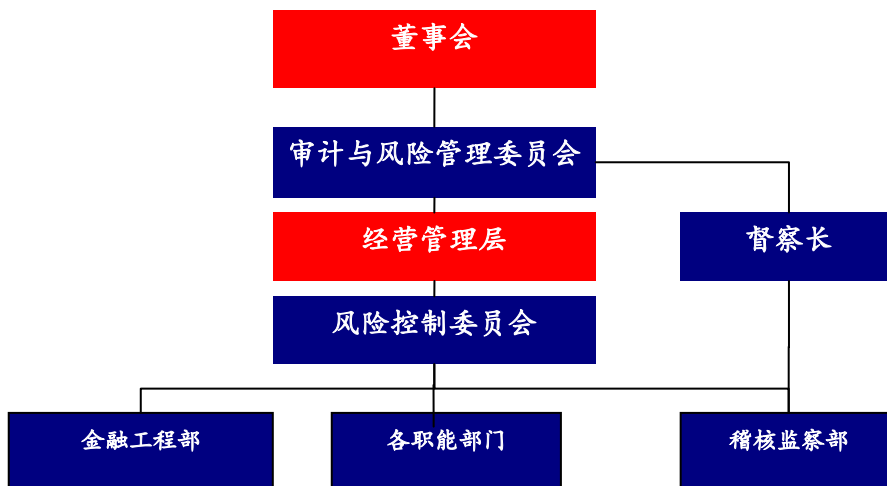 董事会
审计与风险管理委员会
经营管理层
督察长
风险控制委员会
金融工程部
各职能部门
稽核监察部